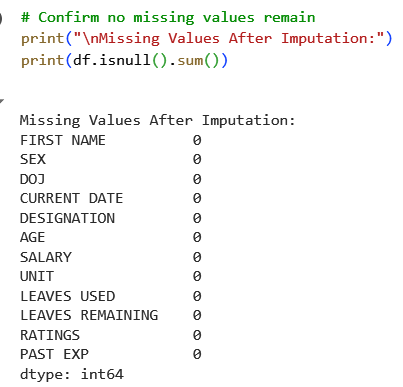 # Confirm no missing values remain
print("\nMissing Values After Imputation:")
print(df.isnull().sum())
Missing Values After Imputation:
FIRST NAME 0
SEX 0
DOJ 0
CURRENT DATE 0
DESIGNATION 0
AGE 0
SALARY 0
UNIT 0
LEAVES USED 0
LEAVES REMAINING 0
RATINGS 0
PAST EXP 0
dtype: int64